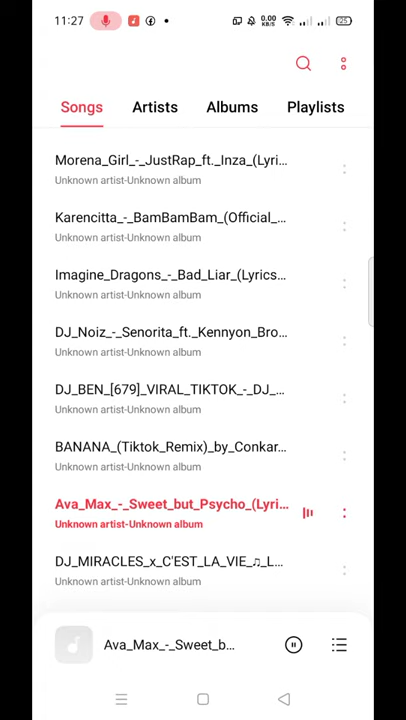 11:27 0.00 KB/S 25
Songs Artists Albums Playlists
Morena_Girl_-_JustRap_ft._Inza_(Lyri...
Unknown artist-Unknown album
Karencitta_-_BamBamBam_(Official_...
Unknown artist-Unknown album
Imagine_Dragons_-_Bad_Liar_(Lyrics...
Unknown artist-Unknown album
DJ_Noiz_-_Senorita_ft._Kennyon_Bro...
Unknown artist-Unknown album
DJ_BEN_[679]_VIRAL_TIKTOK_-_DJ_...
Unknown artist-Unknown album
BANANA_(Tiktok_Remix)_by_Conkar...
Unknown artist-Unknown album
Ava_Max_-_Sweet_but_Psycho_(Lyri...
Unknown artist-Unknown album
DJ_MIRACLES_x_C'EST_LA_VIE_♫_L...
Unknown artist-Unknown album
Ava_Max_-_Sweet_b...